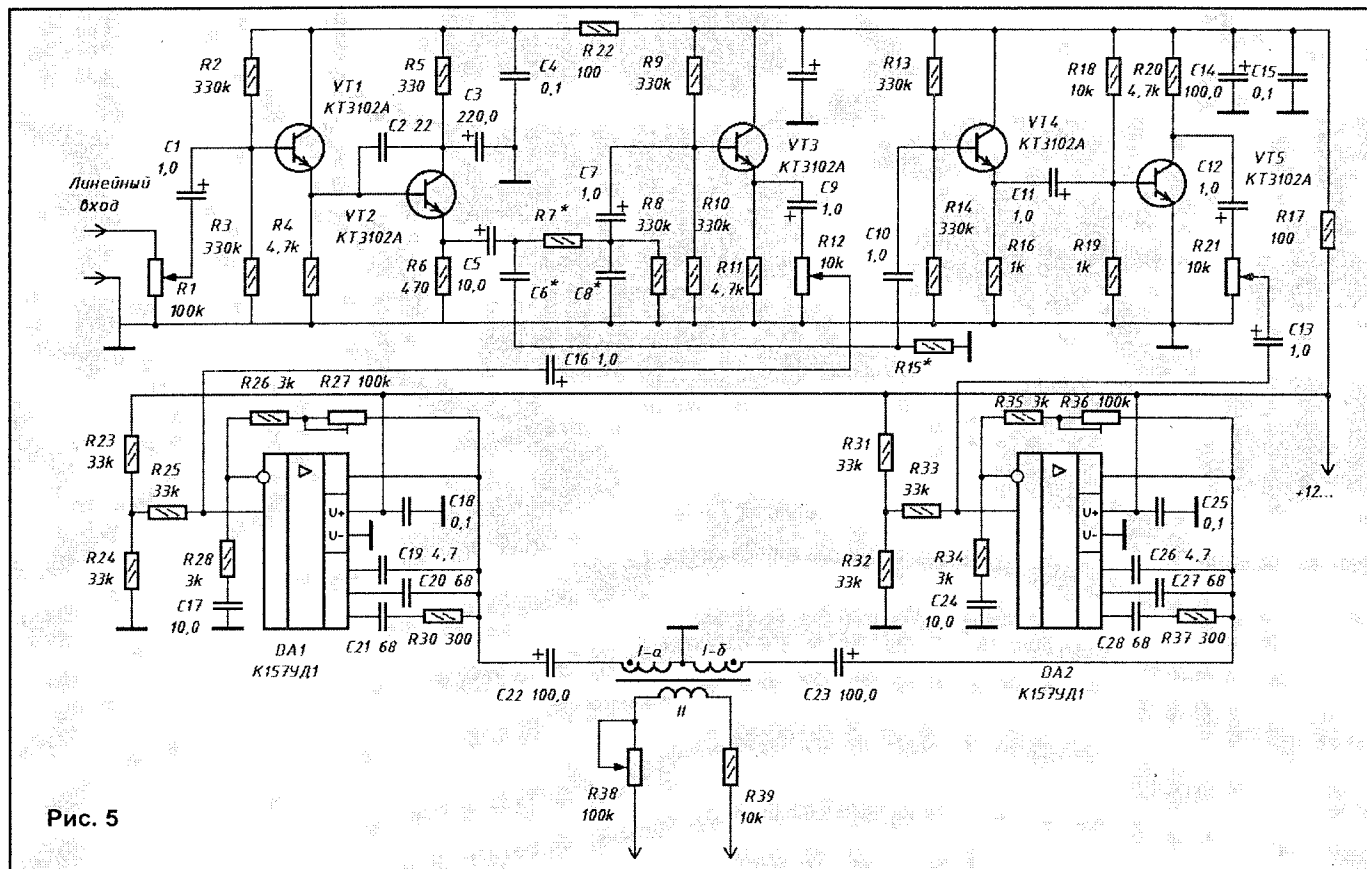 R2
330k
VT1
КТ3102А
R5
330
C3
220,0
C4
0,1
R22
100
R9
330k
R13
330k
R18
10k
R20
4,7k
C14
100,0
C15
0,1
C1
1,0
C2 22
VT3
КТ3102А
VT4
КТ3102А
VT5
КТ3102А
Линейный
вход
R3
330k
R4
4,7k
VT2
КТ3102А
C7
1,0
R7*
R8
330k
R10
330k
C9
1,0
C10
1,0
R14
330k
C11
1,0
C12
1,0
R17
100
R1
100k
R6
470
C5
10,0
C6*
C8*
R11
4,7k
R12
10k
R16
1k
R19
1k
R21
10k
C13
1,0
C16 1,0
R15*
R26 3k
R27 100k
R35 3k
R36 100k
R23
33k
R25
33k
R31
33k
R33
33k
+12...
U+
U-
C18
0,1
U+
U-
C25
0,1
R24
33k
R28
3k
C19 4,7
C20 68
R32
33k
R34
3k
C26 4,7
C27 68
C17
10,0
C21 68
R30 300
C24
10,0
C28 68
R37 300
DA1
К157УД1
I-а
I-б
DA2
К157УД1
C22 100,0
C23 100,0
II
R38
100k
R39
10k
Рис. 5